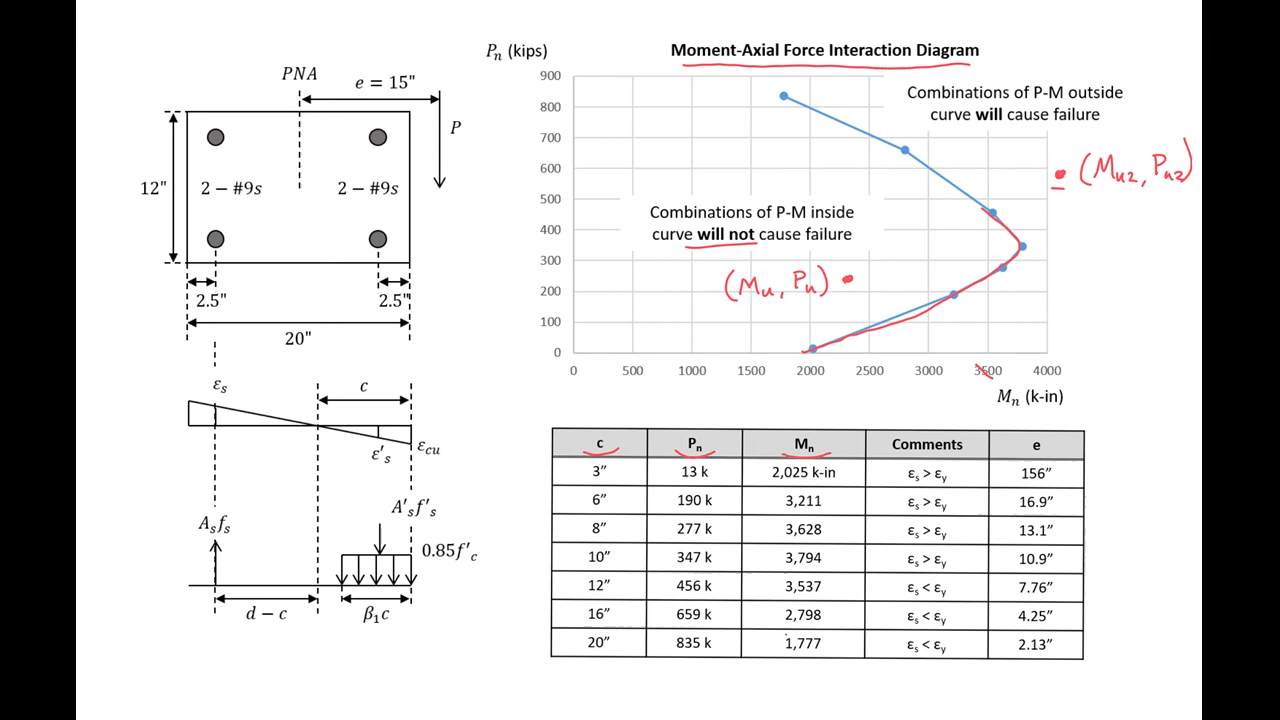 PNA
e = 15"
P
12"
2 − #9s
2 − #9s
2.5"
2.5"
20"
εs
c
ε's
εcu
A'sf's
Asfs
0.85f'c
d − c
β1c
Moment-Axial Force Interaction Diagram
Pn (kips)
900
800
700
600
500
400
300
200
100
0
0 500 1000 1500 2000 2500 3000 3500 4000
Mn (k-in)
Combinations of P-M outside
curve will cause failure
(Mu2, Pu2)
Combinations of P-M inside
curve will not cause failure
(Mu, Pu)
c Pn Mn Comments e
3” 13 k 2,025 k-in εs > εy 156”
6” 190 k 3,211 εs > εy 16.9”
8” 277 k 3,628 εs > εy 13.1”
10” 347 k 3,794 εs > εy 10.9”
12” 456 k 3,537 εs < εy 7.76”
16” 659 k 2,798 εs < εy 4.25”
20” 835 k 1,777 εs < εy 2.13”